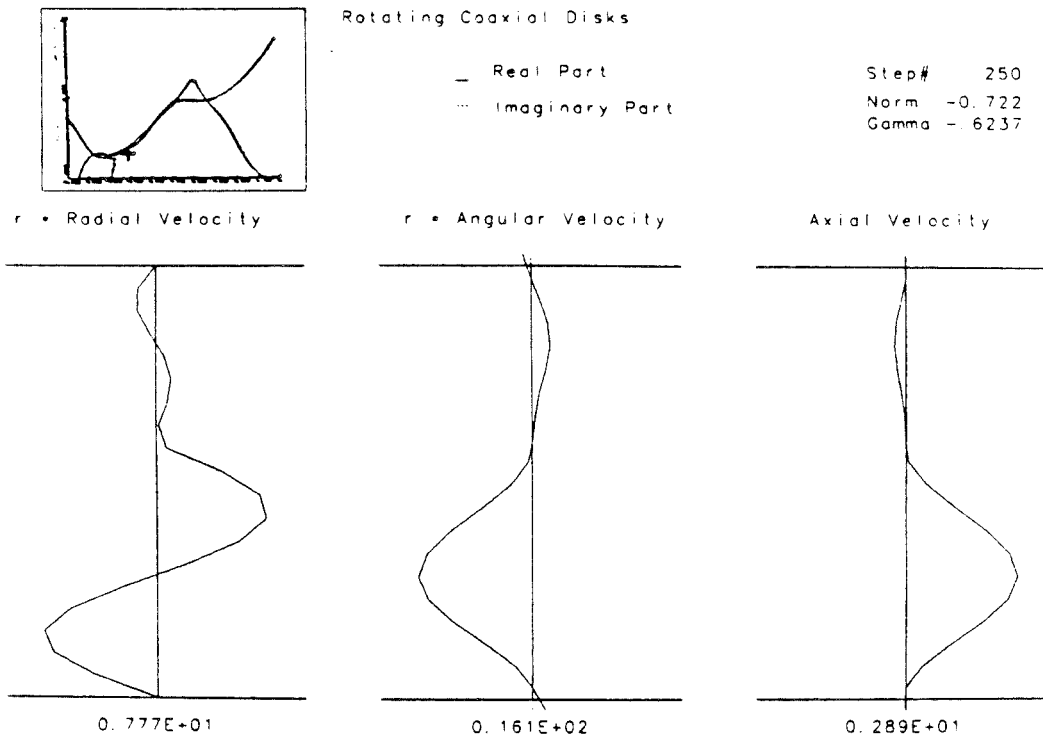 Rotating Coaxial Disks
Real Part
Imaginary Part
Step# 250
Norm -0.722
Gamma -.6237
r * Radial Velocity
r * Angular Velocity
Axial Velocity
0.777E+01
0.161E+02
0.289E+01